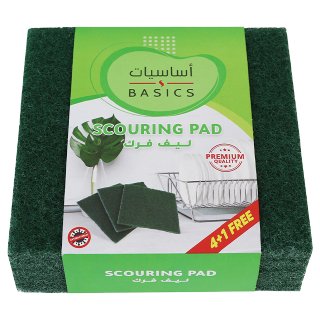 أساسيات
BASICS
SCOURING PAD
ليف فرك
PREMIUM
QUALITY
4+1 FREE
SCOURING PAD
ليف فرك